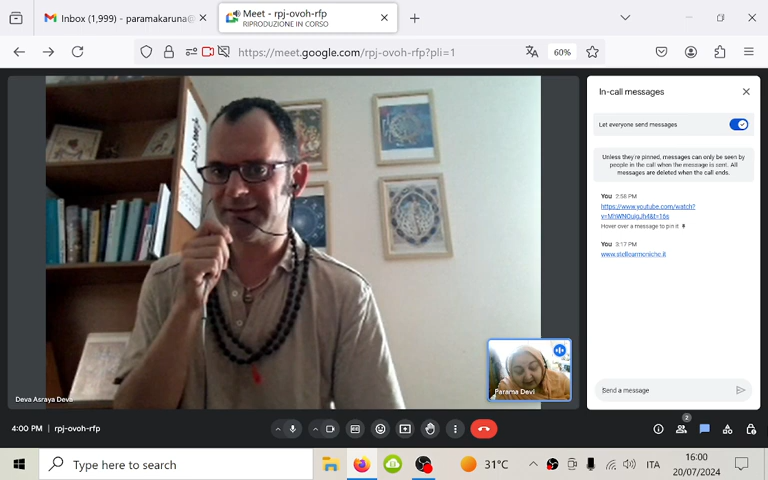 Inbox (1,999) - paramakaruna@
Meet - rpj-ovoh-rfp
RIPRODUZIONE IN CORSO
https://meet.google.com/rpj-ovoh-rfp?pli=1
60%
In-call messages
Let everyone send messages
Unless they're pinned, messages can only be seen by
people in the call when the message is sent. All
messages are deleted when the call ends.
You 2:58 PM
https://www.youtube.com/watch?
Hover over a message to pin it
You 3:17 PM
www.stellearmoniche.it
Send a message
Deva Asraya Deva
Parama Devi
4:00 PM | rpj-ovoh-rfp
2
Type here to search
31°C
ITA
16:00
20/07/2024